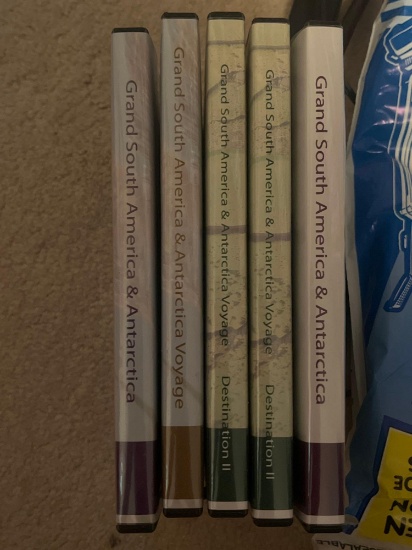 Grand South America & Antarctica
Grand South America & Antarctica Voyage
Grand South America & Antarctica Voyage Destination II
Grand South America & Antarctica Voyage Destination II
Grand South America & Antarctica